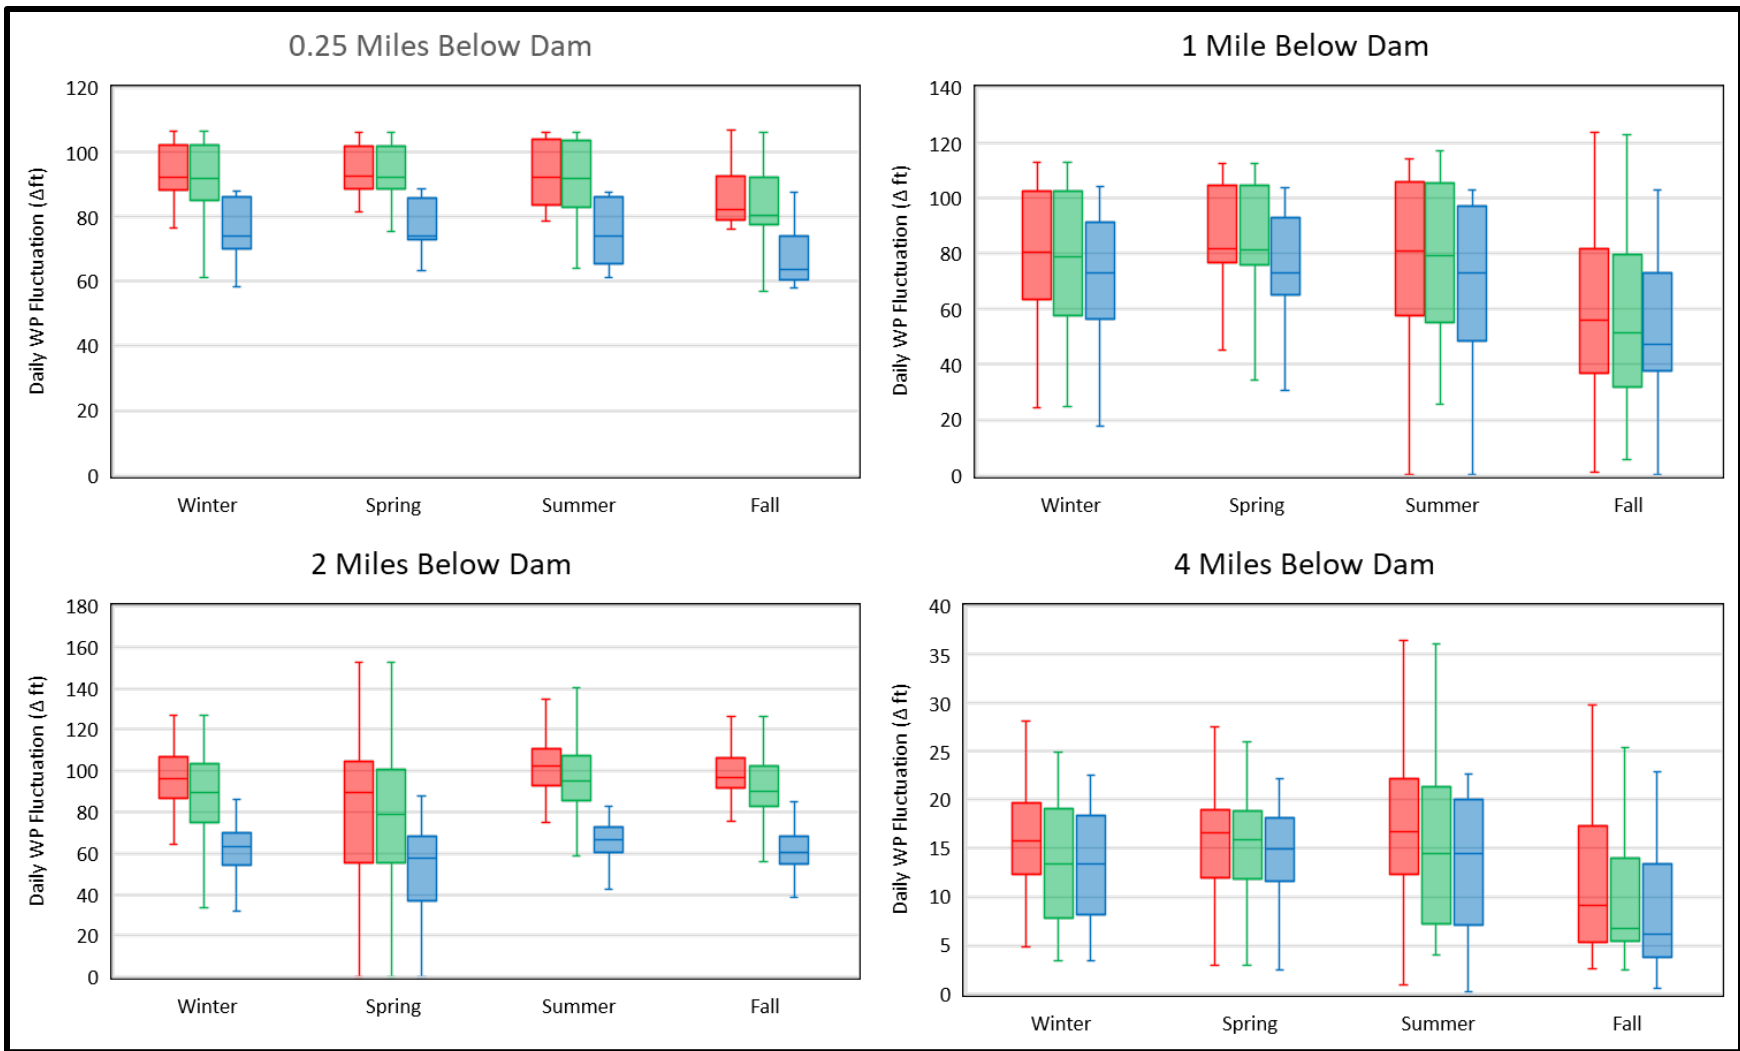 0.25 Miles Below Dam
Daily WP Fluctuation (Δft)
120
100
80
60
40
20
0
Winter Spring Summer Fall
1 Mile Below Dam
Daily WP Fluctuation (Δ ft)
140
120
100
80
60
40
20
0
Winter Spring Summer Fall
2 Miles Below Dam
Daily WP Fluctuation (Δ ft)
180
160
140
120
100
80
60
40
20
0
Winter Spring Summer Fall
4 Miles Below Dam
Daily WP Fluctuation (Δ ft)
40
35
30
25
20
15
10
5
0
Winter Spring Summer Fall